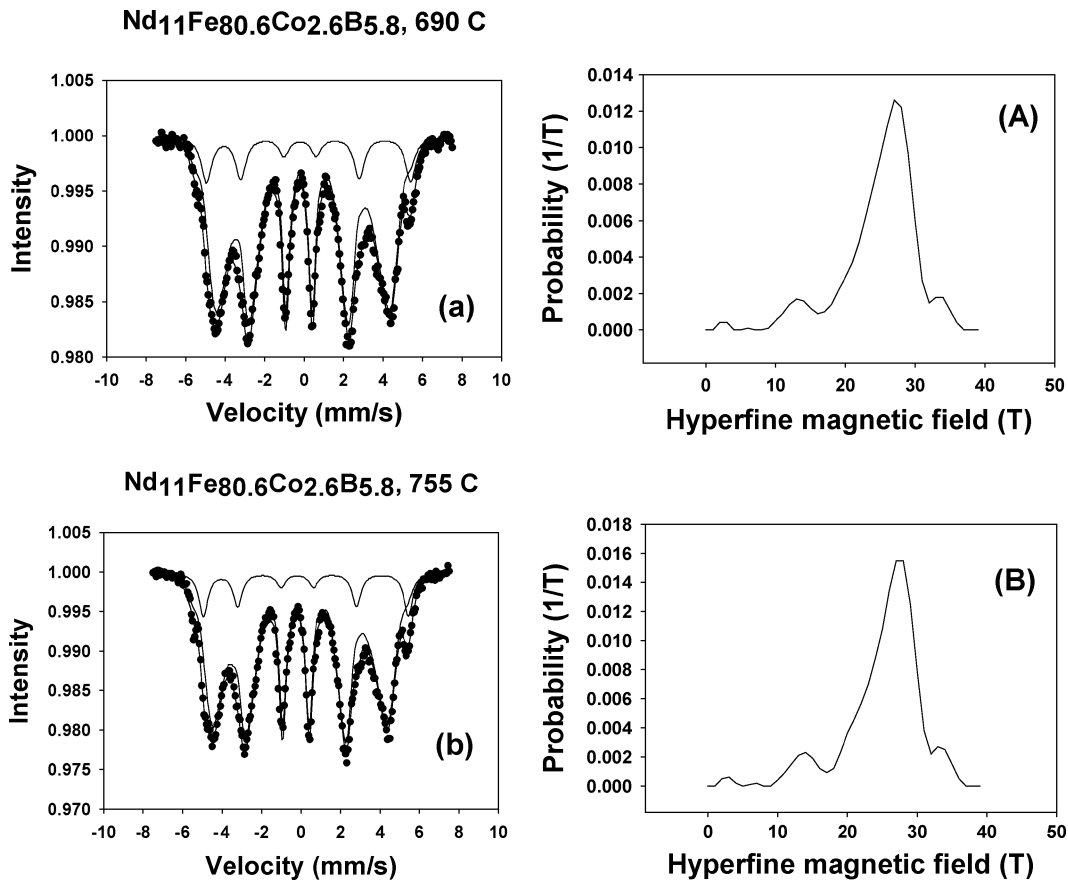 Nd11Fe80.6Co2.6B5.8, 690 C
1.005
1.000
0.995
0.990
0.985
0.980
Intensity
(a)
-10 -8 -6 -4 -2 0 2 4 6 8 10
Velocity (mm/s)
0.014
0.012
0.010
0.008
0.006
0.004
0.002
0.000
Probability (1/T)
(A)
0 10 20 30 40 50
Hyperfine magnetic field (T)
Nd11Fe80.6Co2.6B5.8, 755 C
1.005
1.000
0.995
0.990
0.985
0.980
0.975
0.970
Intensity
(b)
-10 -8 -6 -4 -2 0 2 4 6 8 10
Velocity (mm/s)
0.018
0.016
0.014
0.012
0.010
0.008
0.006
0.004
0.002
0.000
Probability (1/T)
(B)
0 10 20 30 40 50
Hyperfine magnetic field (T)